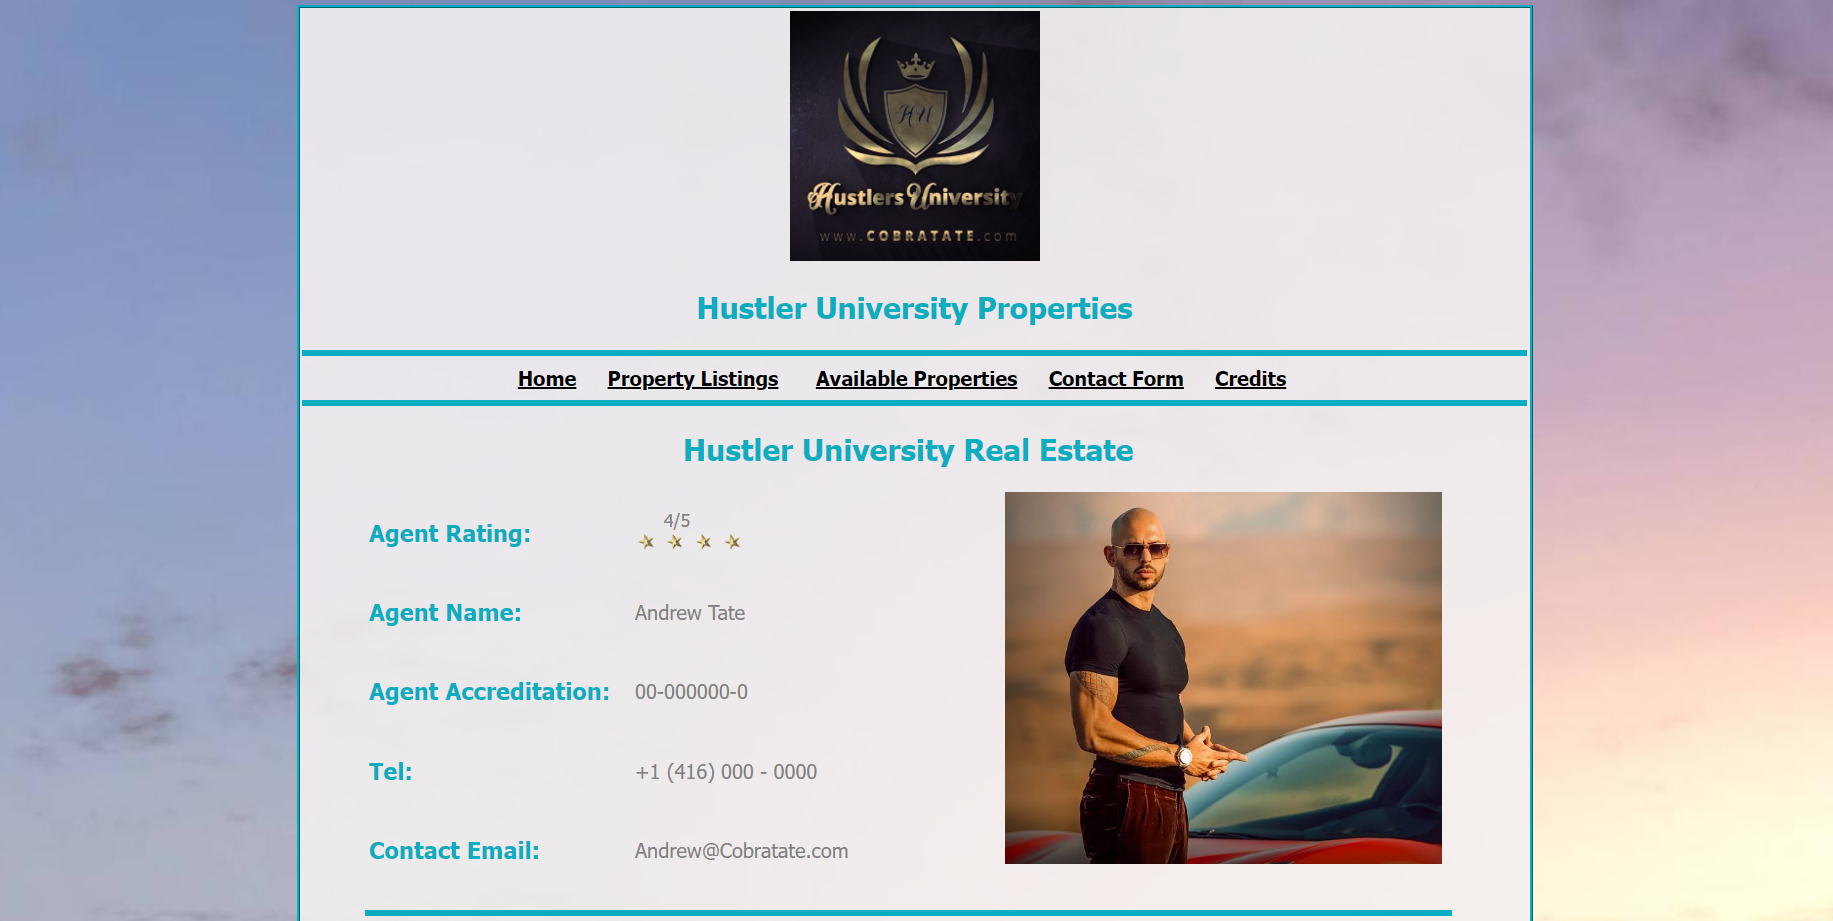 HU
Hustlers University
www.COBRATATE.com
Hustler University Properties
Home Property Listings Available Properties Contact Form Credits
Hustler University Real Estate
Agent Rating: 4/5
Agent Name: Andrew Tate
Agent Accreditation: 00-000000-0
Tel: +1 (416) 000 - 0000
Contact Email: Andrew@Cobratate.com